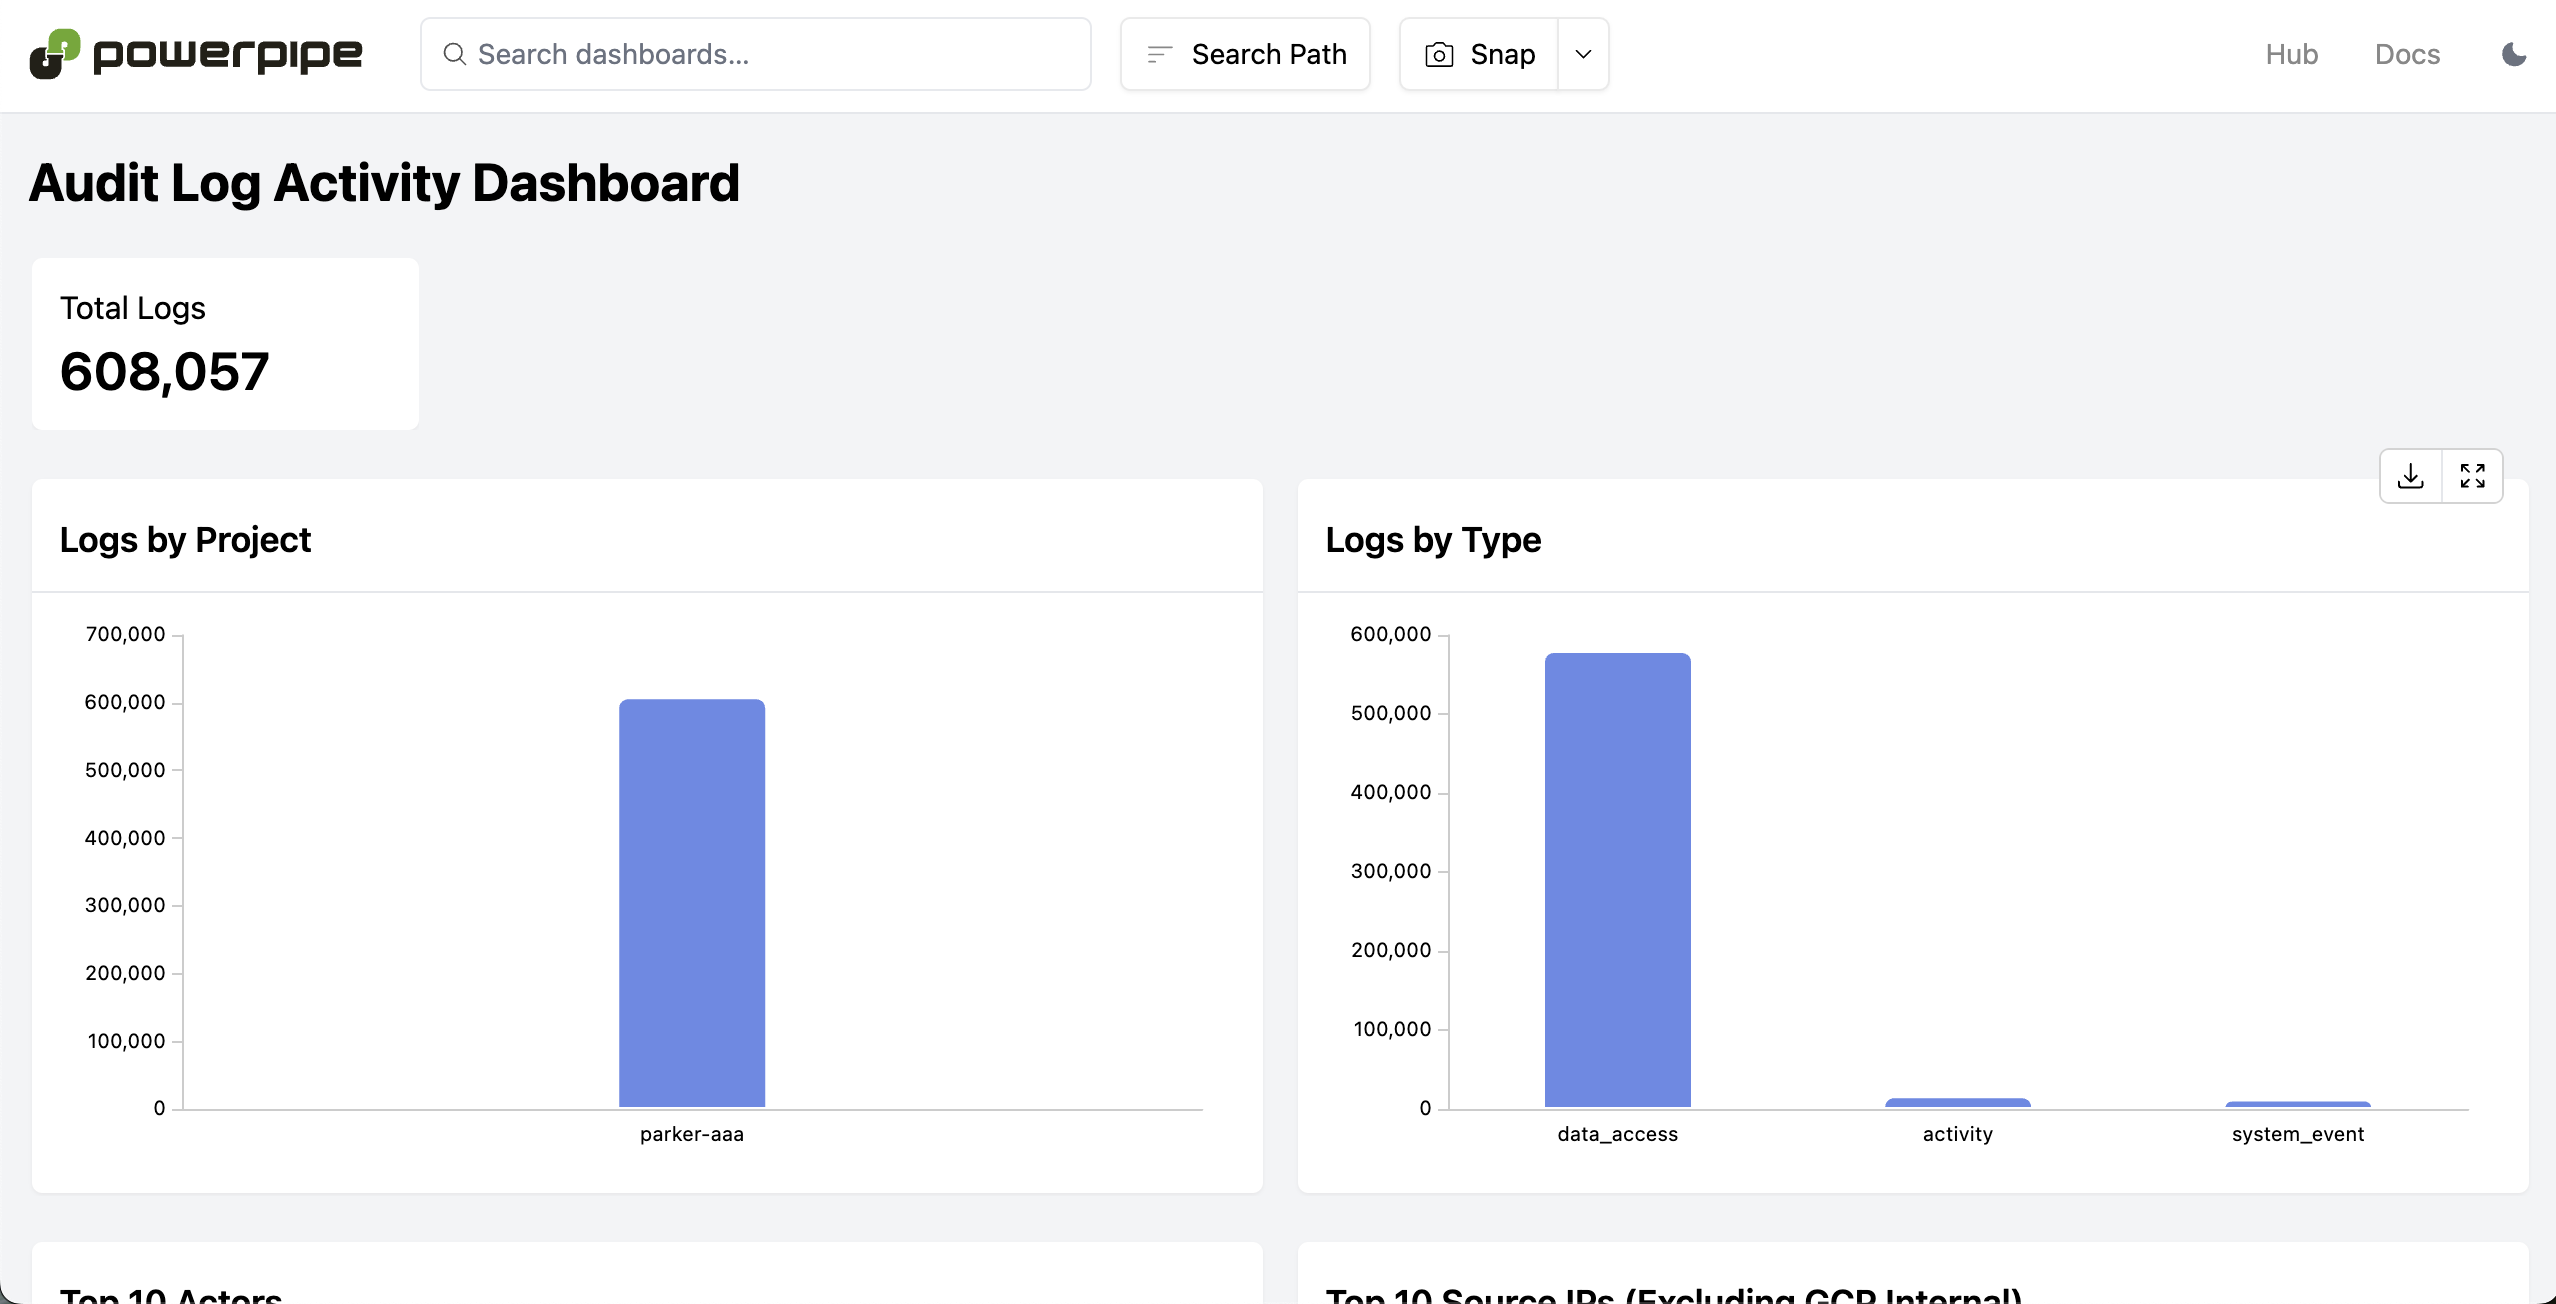 powerpipe
Search dashboards...
Search Path
Snap
Hub
Docs
Audit Log Activity Dashboard
Total Logs
608,057
Logs by Project
700,000
600,000
500,000
400,000
300,000
200,000
100,000
0
parker-aaa
Logs by Type
600,000
500,000
400,000
300,000
200,000
100,000
0
data_access
activity
system_event
Top 10 Actors
Top 10 Source IPs (Excluding GCP Internal)